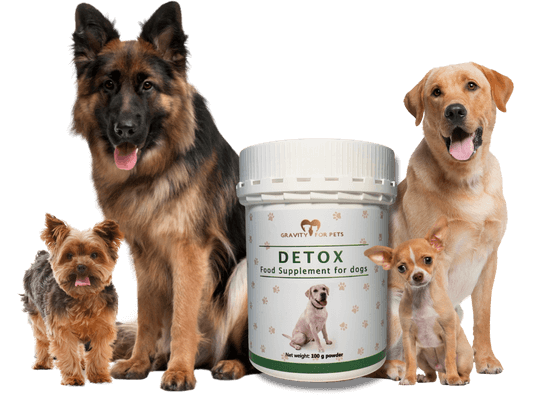 GRAVITY FOR PETS
DETOX
Food Supplement for dogs
Net weight: 100 g powder